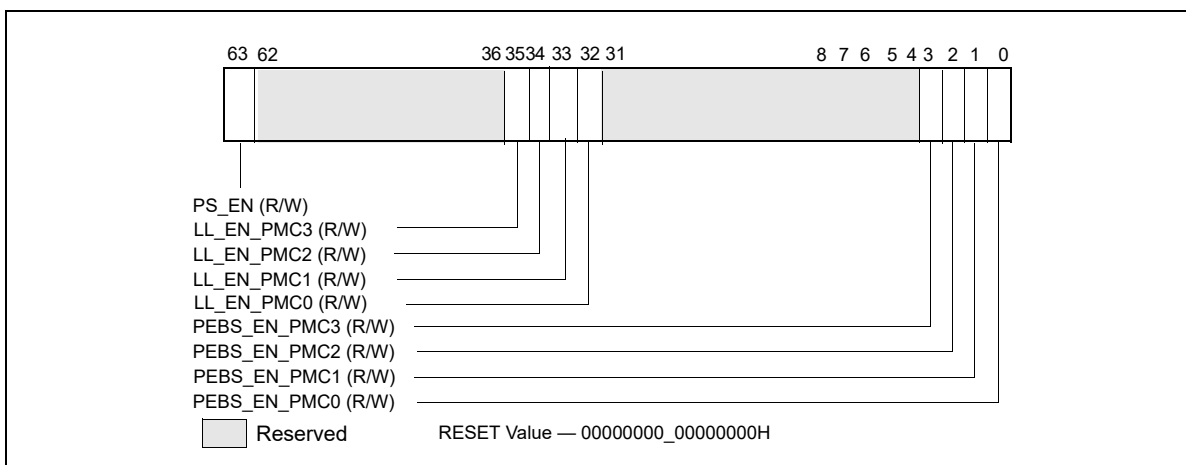 63 62 36 35 34 33 32 31 8 7 6 5 4 3 2 1 0
PS_EN (R/W)
LL_EN_PMC3 (R/W)
LL_EN_PMC2 (R/W)
LL_EN_PMC1 (R/W)
LL_EN_PMC0 (R/W)
PEBS_EN_PMC3 (R/W)
PEBS_EN_PMC2 (R/W)
PEBS_EN_PMC1 (R/W)
PEBS_EN_PMC0 (R/W)
Reserved RESET Value — 00000000_00000000H